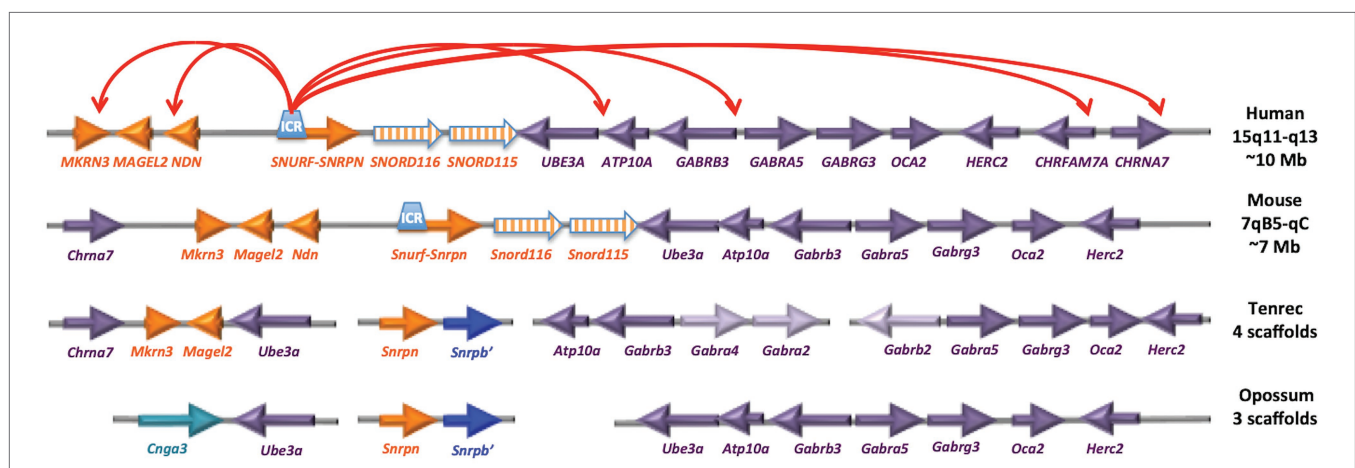 ICR
MKRN3 MAGEL2 NDN SNURF-SNRPN SNORD116 SNORD115 UBE3A ATP10A GABRB3 GABRA5 GABRG3 OCA2 HERC2 CHRFAM7A CHRNA7
Human
15q11-q13
~10 Mb
ICR
Chrna7 Mkrn3 Magel2 Ndn Snurf-Snrpn Snord116 Snord115 Ube3a Atp10a Gabrb3 Gabra5 Gabrg3 Oca2 Herc2
Mouse
7qB5-qC
~7 Mb
Chrna7 Mkrn3 Magel2 Ube3a Snrpn Snrpb' Atp10a Gabrb3 Gabra4 Gabra2 Gabrb2 Gabra5 Gabrg3 Oca2 Herc2
Tenrec
4 scaffolds
Cnga3 Ube3a Snrpn Snrpb' Ube3a Atp10a Gabrb3 Gabra5 Gabrg3 Oca2 Herc2
Opossum
3 scaffolds